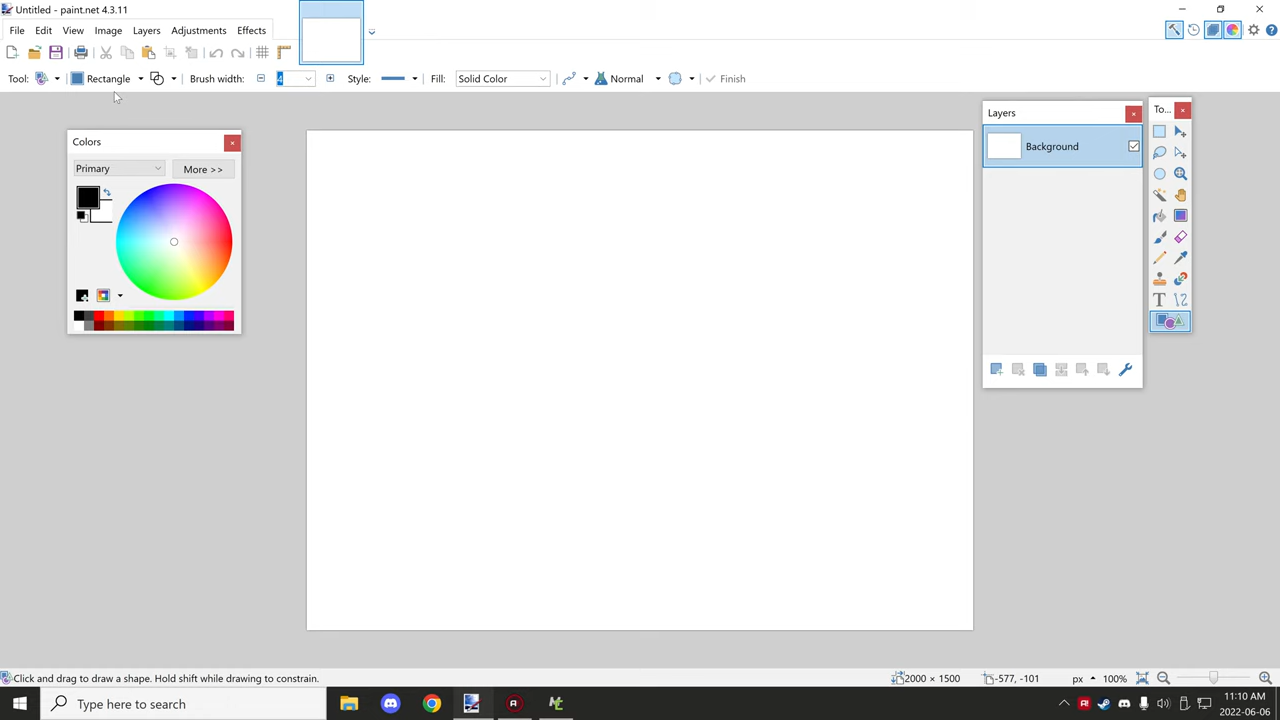 Untitled - paint.net 4.3.11
File Edit View Image Layers Adjustments Effects
Tool: Rectangle Brush width: 4 Style: Fill: Solid Color Normal Finish
Colors
Primary More >>
Layers
Background
To...
Click and drag to draw a shape. Hold shift while drawing to constrain.
2000 × 1500 -577, -101 px 100%
Type here to search
11:10 AM
2022-06-06